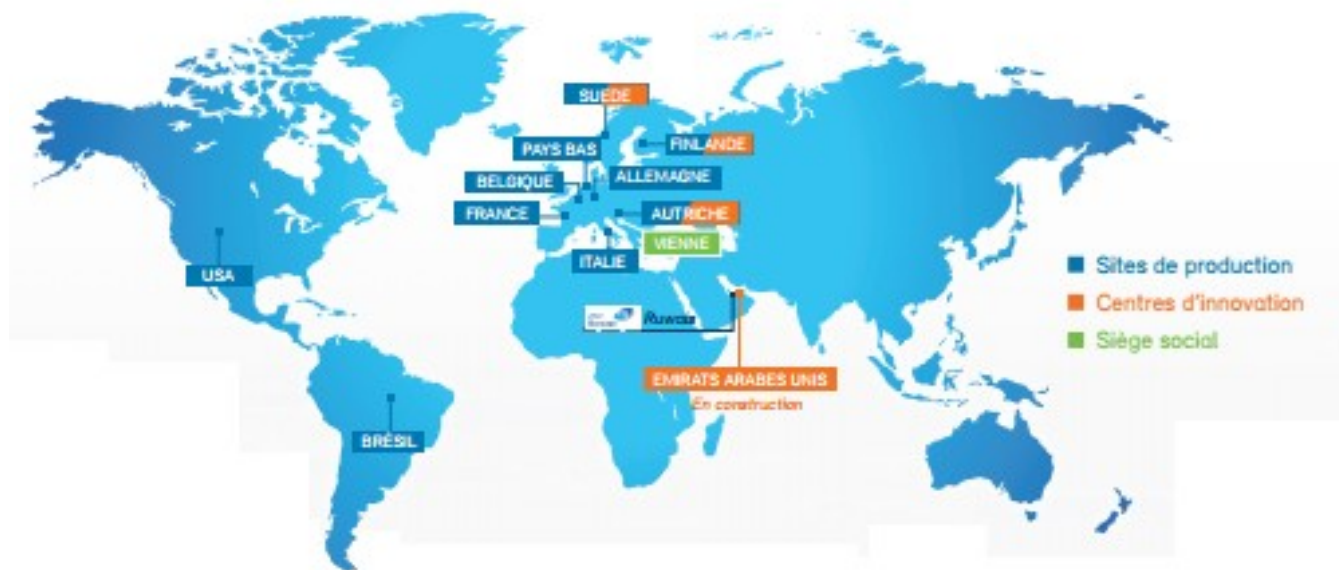 SUEDE
PAYS BAS
FINLANDE
BELGIQUE
ALLEMAGNE
FRANCE
AUTRICHE
VIENNE
ITALIE
USA
Sites de production
Centres d'innovation
Siège social
Ruwais
EMIRATS ARABES UNIS
En construction
BRÉSIL